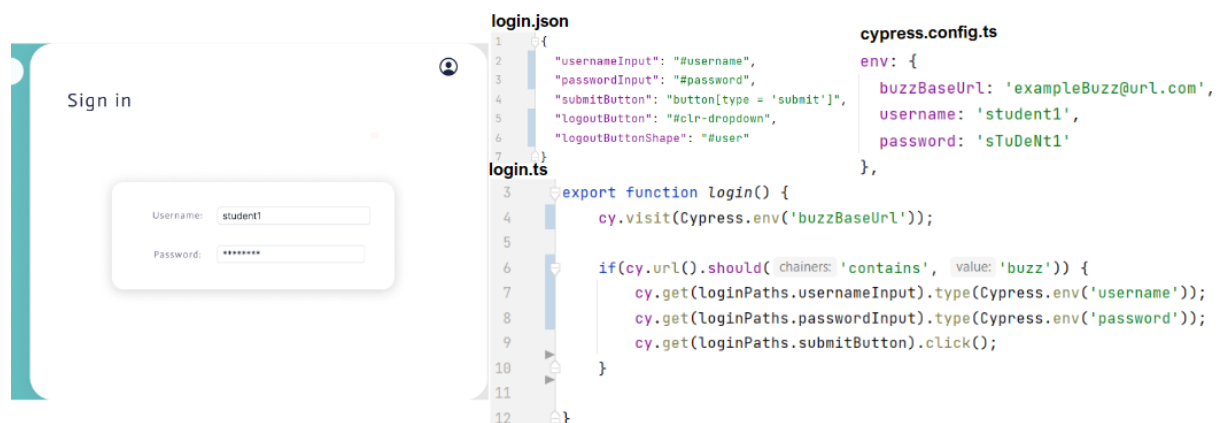 Sign in
Username: student1
Password: ********
login.json
1 {
2 "usernameInput": "#username",
3 "passwordInput": "#password",
4 "submitButton": "button[type = 'submit']",
5 "logoutButton": "#clr-dropdown",
6 "logoutButtonShape": "#user"
7 }
cypress.config.ts
env: {
buzzBaseUrl: 'exampleBuzz@url.com',
username: 'student1',
password: 'sTuDeNt1'
},
login.ts
3 export function login() {
4 cy.visit(Cypress.env('buzzBaseUrl'));
5
6 if(cy.url().should( chainers: 'contains', value: 'buzz')) {
7 cy.get(loginPaths.usernameInput).type(Cypress.env('username'));
8 cy.get(loginPaths.passwordInput).type(Cypress.env('password'));
9 cy.get(loginPaths.submitButton).click();
10 }
11
12 }